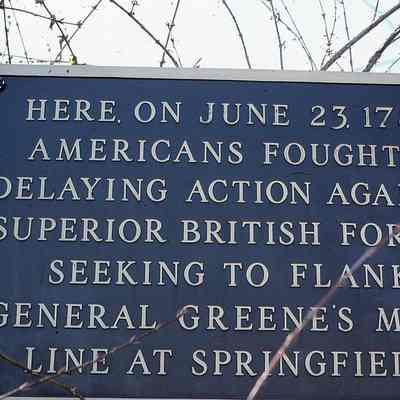 HERE, ON JUNE 23, 17
AMERICANS FOUGHT
DELAYING ACTION AGA
SUPERIOR BRITISH FOR
SEEKING TO FLANK
GENERAL GREENE'S M
LINE AT SPRINGFIEL